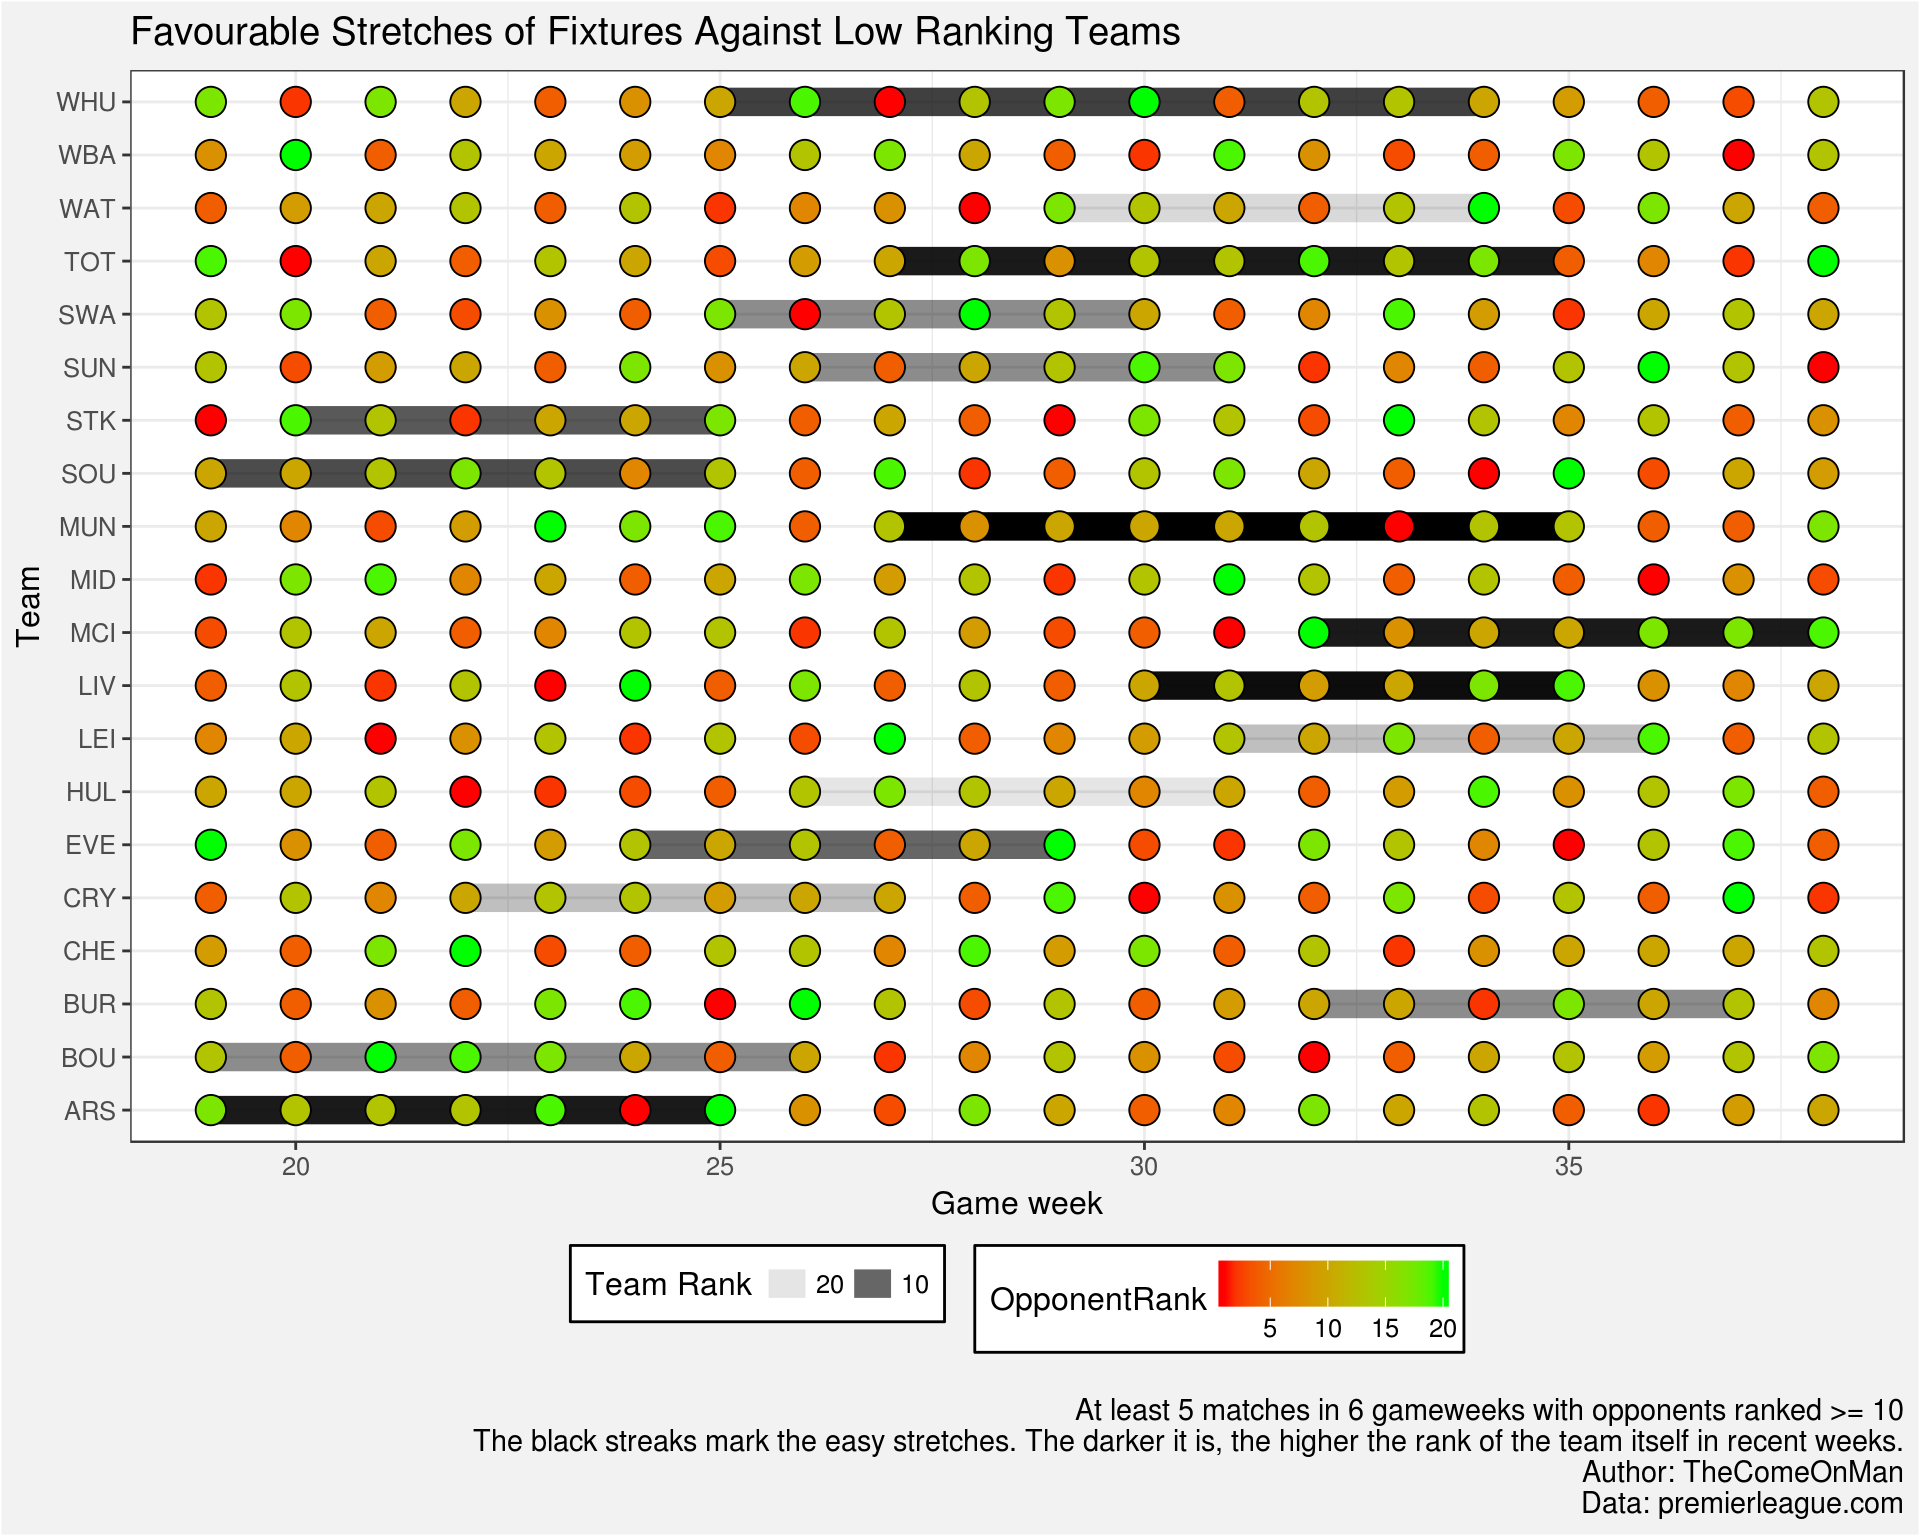 Favourable Stretches of Fixtures Against Low Ranking Teams
WHU
WBA
WAT
TOT
SWA
SUN
STK
SOU
MUN
MID
MCI
LIV
LEI
HUL
EVE
CRY
CHE
BUR
BOU
ARS
Team
20 25 30 35
Game week
Team Rank 20 10
OpponentRank
5 10 15 20
At least 5 matches in 6 gameweeks with opponents ranked >= 10
The black streaks mark the easy stretches. The darker it is, the higher the rank of the team itself in recent weeks.
Author: TheComeOnMan
Data: premierleague.com